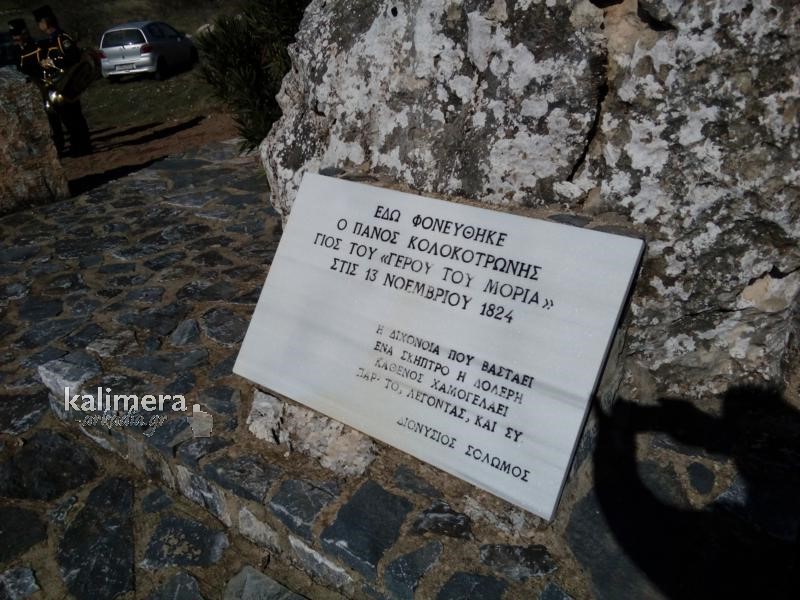 ΕΔΩ ΦΟΝΕΥΘΗΚΕ
Ο ΠΑΝΟΣ ΚΟΛΟΚΟΤΡΩΝΗΣ
ΓΙΟΣ ΤΟΥ «ΓΕΡΟΥ ΤΟΥ ΜΟΡΙΑ»
ΣΤΙΣ 13 ΝΟΕΜΒΡΙΟΥ 1824
Η ΔΙΧΟΝΟΙΑ ΠΟΥ ΒΑΣΤΑΕΙ
ΕΝΑ ΣΚΗΠΤΡΟ Η ΔΟΛΕΡΗ
ΚΑΘΕΝΟΣ ΧΑΜΟΓΕΛΑΕΙ
ΠΑΡ' ΤΟ, ΛΕΓΟΝΤΑΣ, ΚΑΙ ΣΥ.
ΔΙΟΝΥΣΙΟΣ ΣΟΛΩΜΟΣ
kalimera
-arkadia.gr